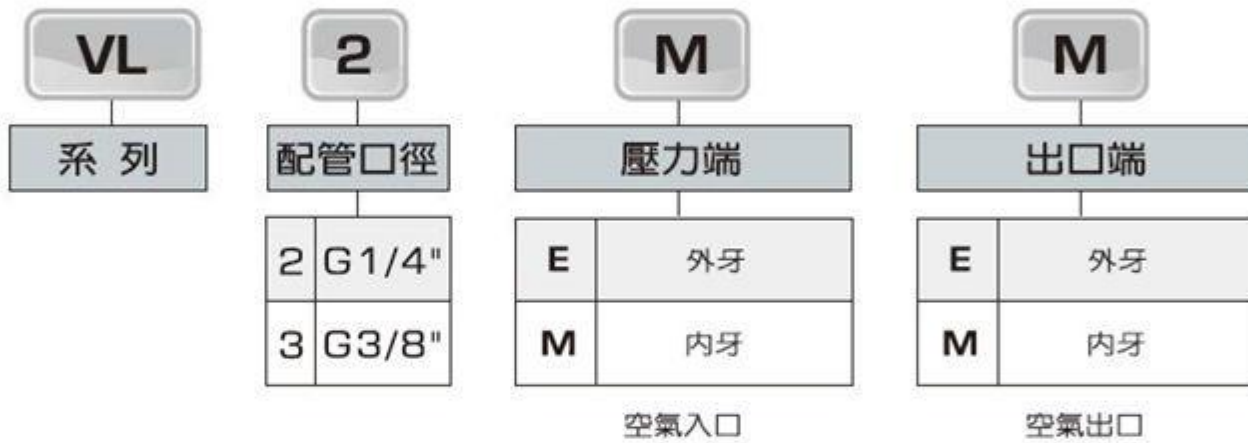 VL 2 M M
系列 配管口徑 壓力端 出口端
2 G1/4" E 外牙 E 外牙
3 G3/8" M 內牙 M 內牙
空氣入口 空氣出口